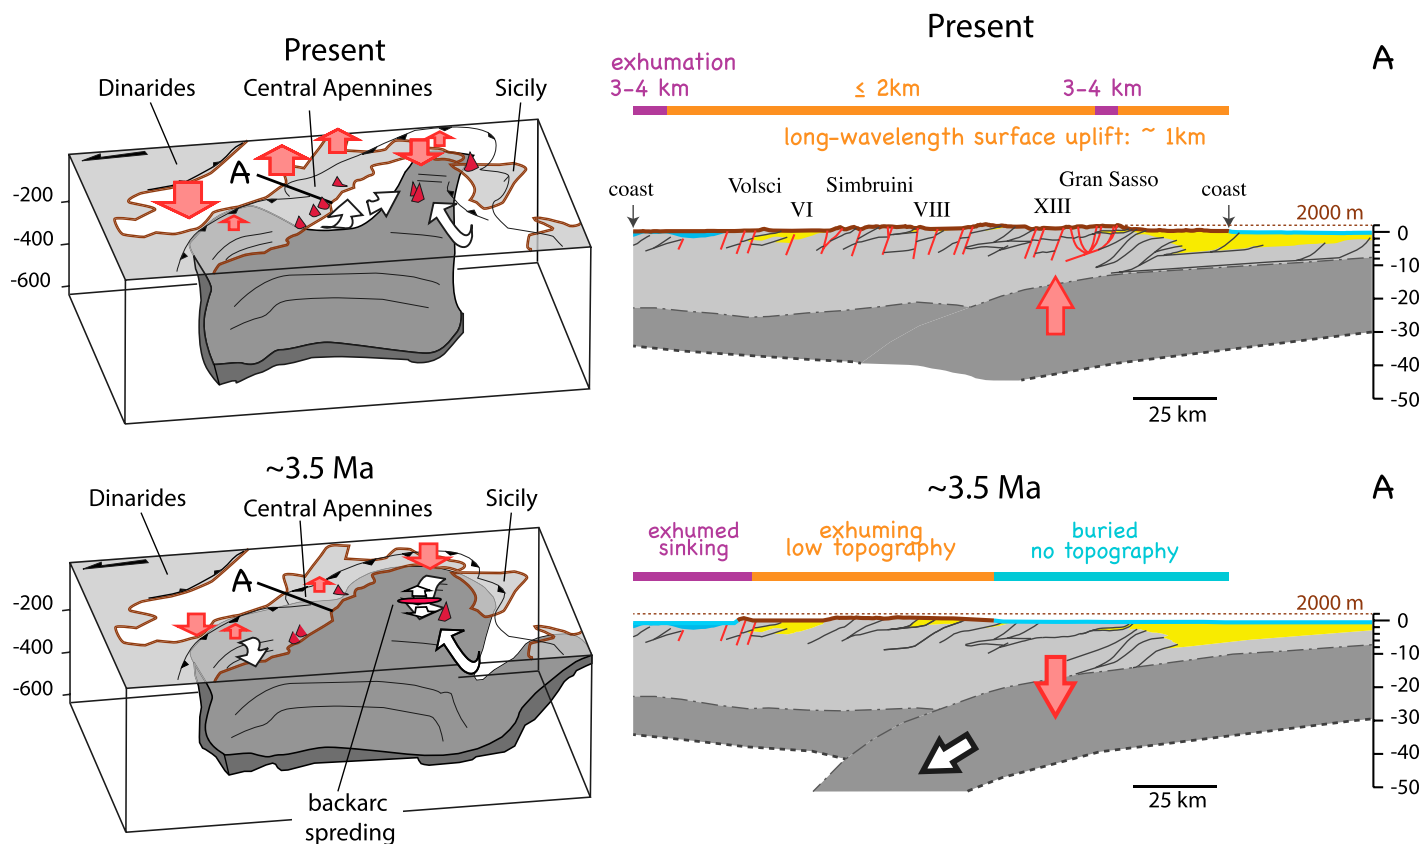 Present
Dinarides
Central Apennines
Sicily
A
-200
-400
-600
Present
A
exhumation
3-4 km
≤ 2km
3-4 km
long-wavelength surface uplift: ~ 1km
coast
Volsci
Simbruini
Gran Sasso
coast
VI
VIII
XIII
2000 m
0
-10
-20
-30
-40
-50
25 km
~3.5 Ma
Dinarides
Central Apennines
Sicily
A
-200
-400
-600
backarc
spreding
~3.5 Ma
A
exhumed
sinking
exhuming
low topography
buried
no topography
2000 m
0
-10
-20
-30
-40
-50
25 km